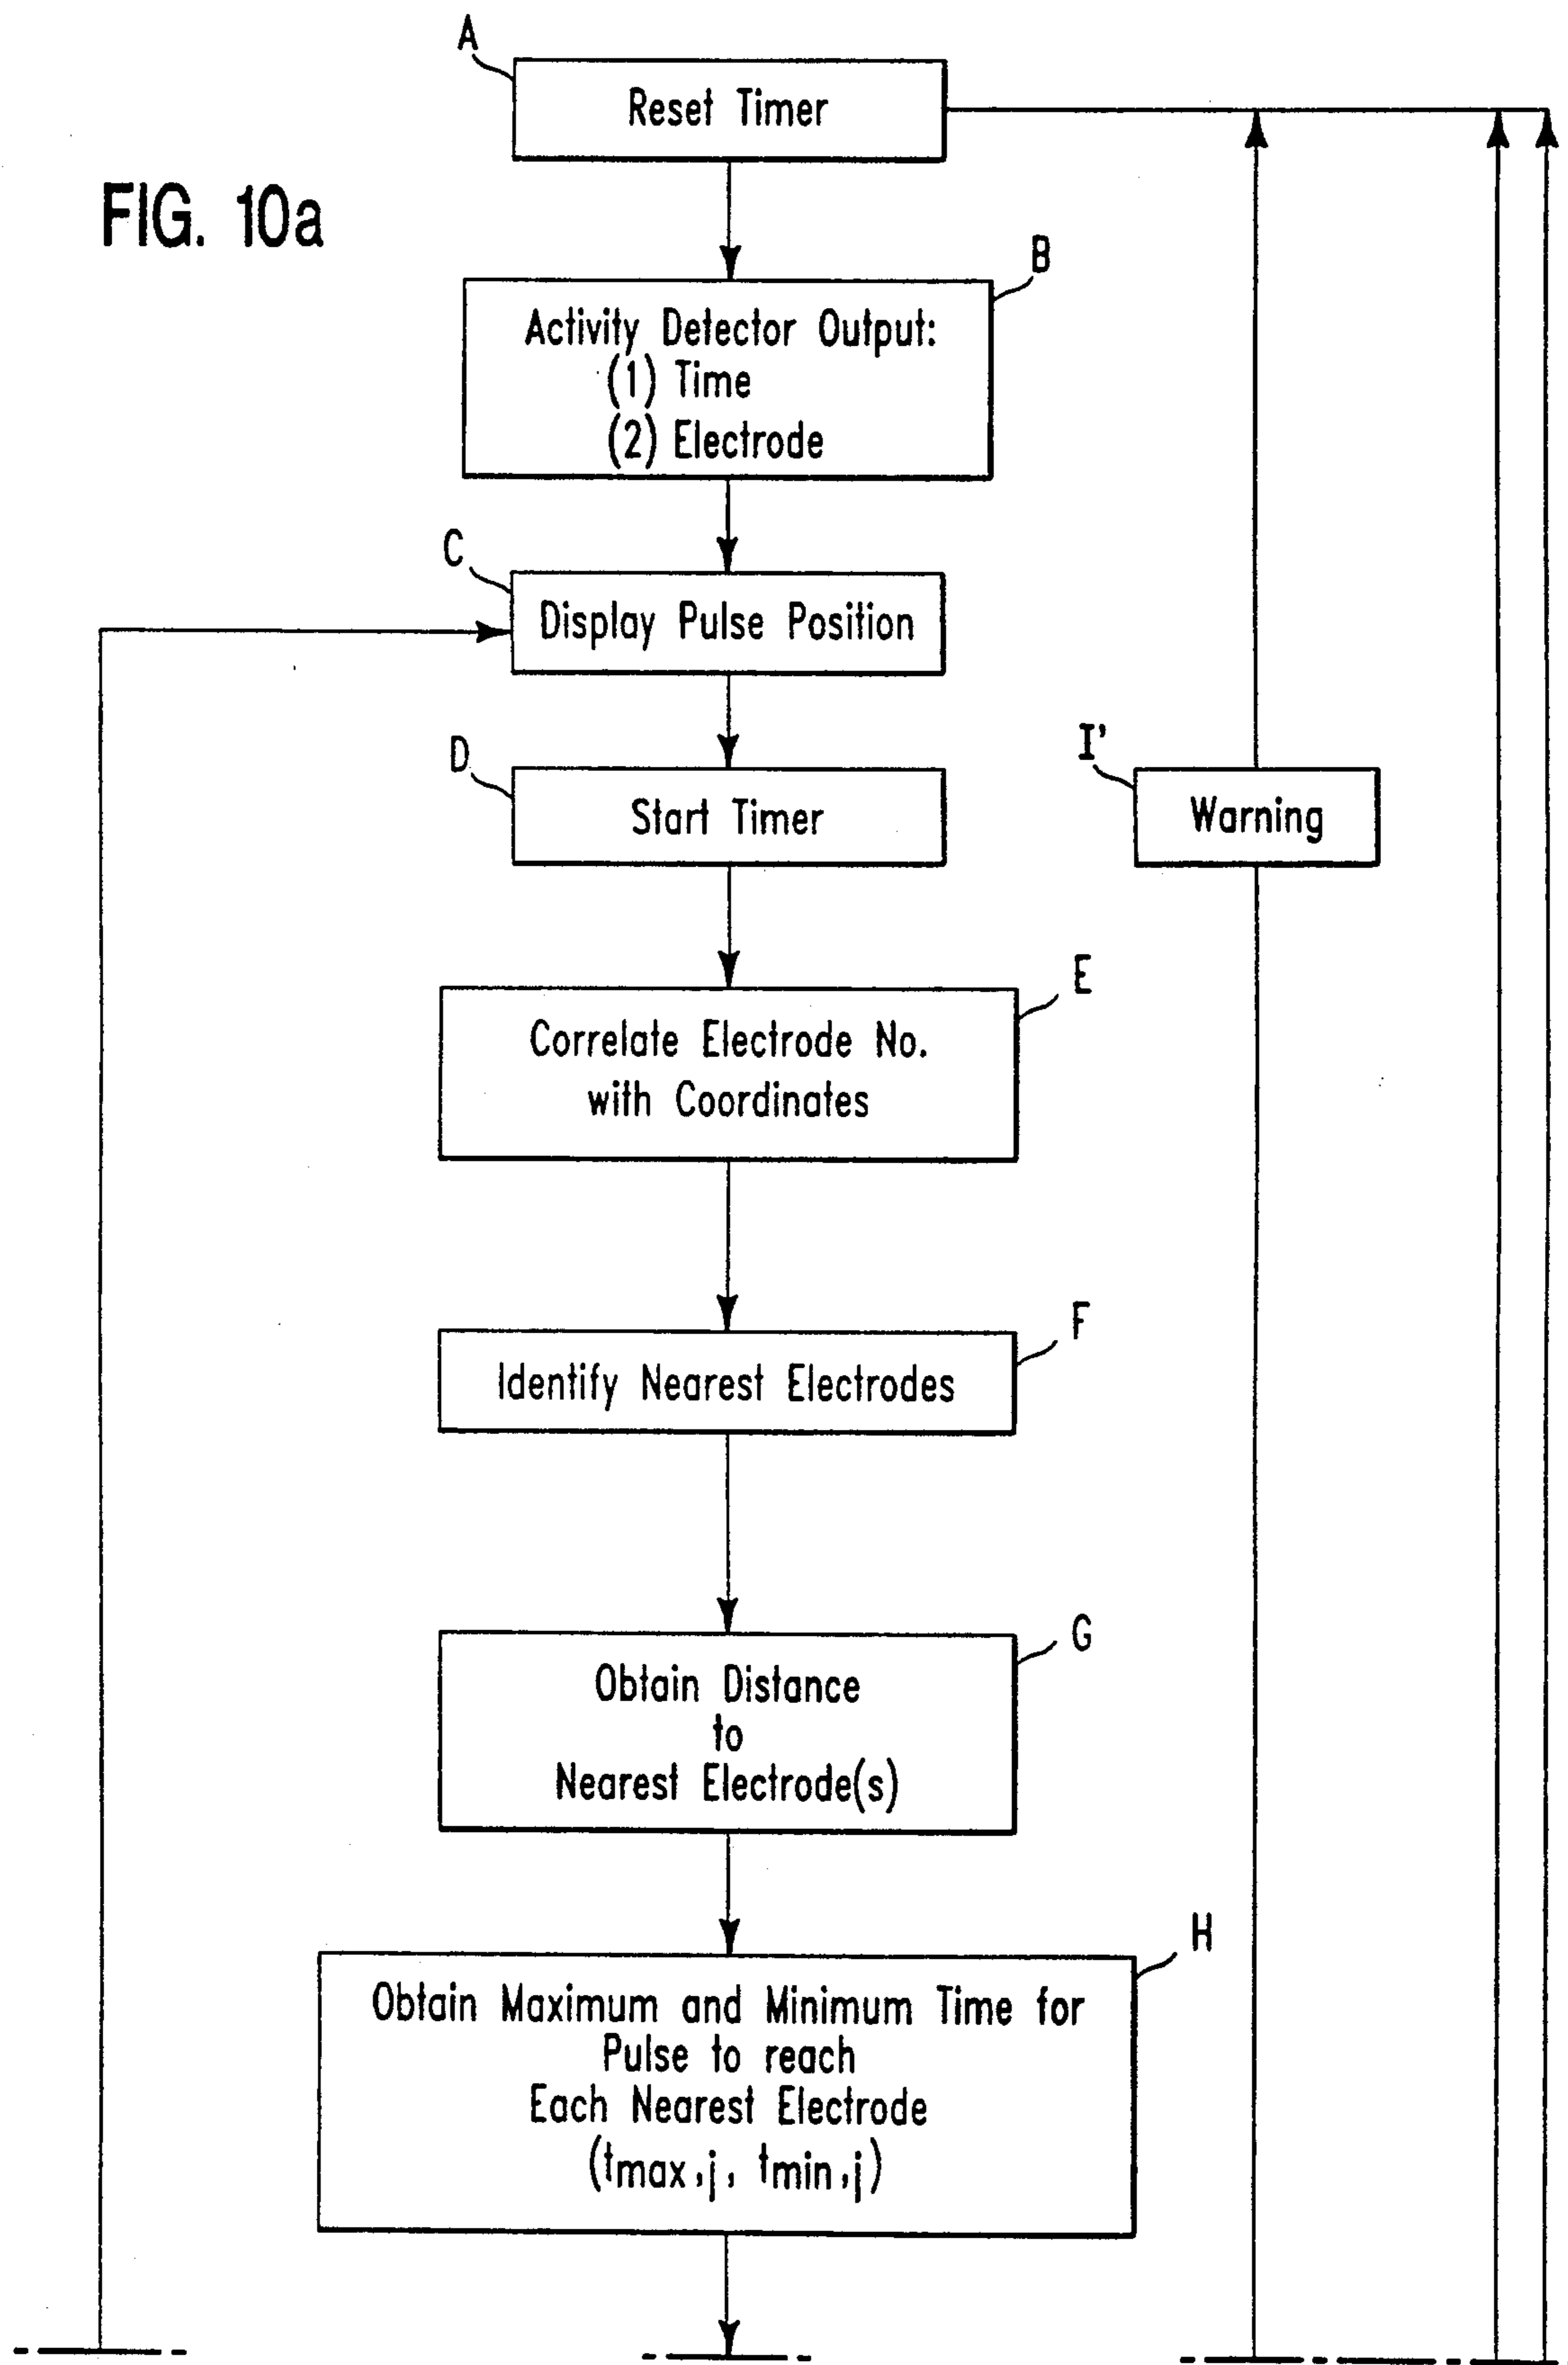 A
Reset Timer
FIG. 10a
B
Activity Detector Output:
(1) Time
(2) Electrode
C
Display Pulse Position
D
Start Timer
I'
Warning
E
Correlate Electrode No.
with Coordinates
F
Identify Nearest Electrodes
G
Obtain Distance
to
Nearest Electrode(s)
H
Obtain Maximum and Minimum Time for
Pulse to reach
Each Nearest Electrode
(tmax,j, tmin,j)